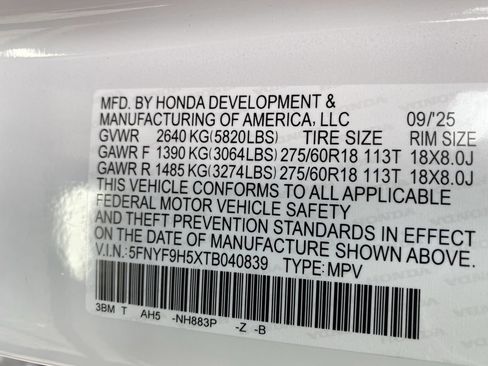 MFD. BY HONDA DEVELOPMENT &
MANUFACTURING OF AMERICA, LLC 09/'25
GVWR 2640 KG(5820LBS) TIRE SIZE RIM SIZE
GAWR F 1390 KG(3064LBS) 275/60R18 113T 18X8.0J
GAWR R 1485 KG(3274LBS) 275/60R18 113T 18X8.0J
THIS VEHICLE CONFORMS TO ALL APPLICABLE
FEDERAL MOTOR VEHICLE SAFETY
AND THEFT PREVENTION STANDARDS IN EFFECT
ON THE DATE OF MANUFACTURE SHOWN ABOVE.
V.I.N.: 5FNYF9H5XTB040839 TYPE: MPV
3BM T AH5 -NH883P -Z -B